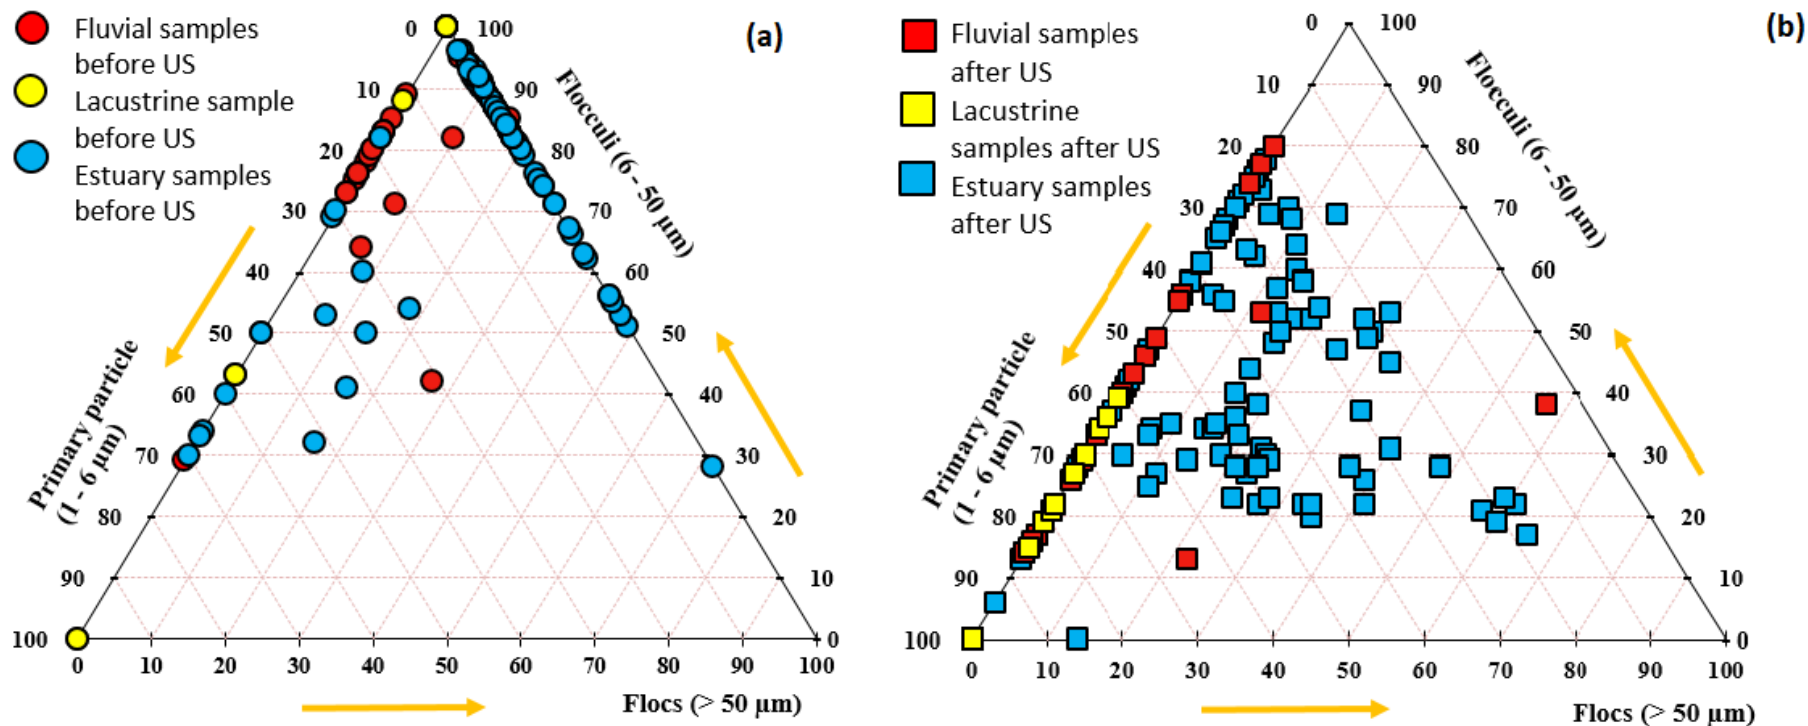 Fluvial samples
before US
Lacustrine sample
before US
Estuary samples
before US
(a)
0 100
10 90
20 80
30 70
40 60
50 50
60 40
70 30
80 20
90 10
100 0
0 10 20 30 40 50 60 70 80 90 100
Flocculi (6 - 50 μm)
Primary particle
(1 - 6 μm)
Flocs (> 50 μm)
Fluvial samples
after US
Lacustrine
samples after US
Estuary samples
after US
(b)
0 100
10 90
20 80
30 70
40 60
50 50
60 40
70 30
80 20
90 10
100 0
10 20 30 40 50 60 70 80 90 100
Flocculi (6 - 50 μm)
Primary particle
(1 - 6 μm)
Flocs (> 50 μm)